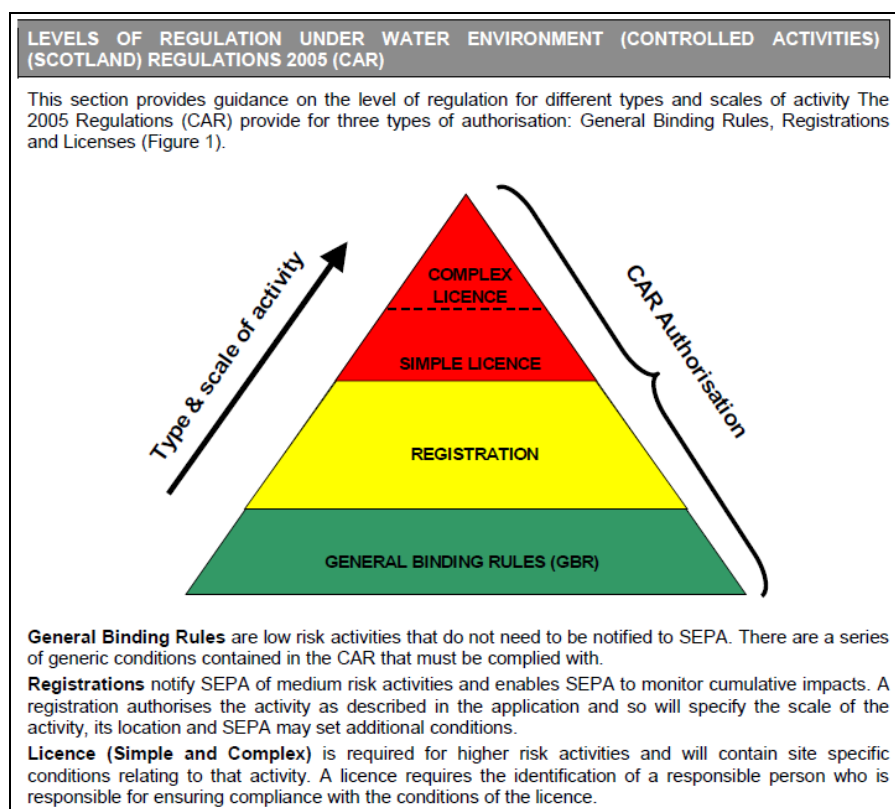 LEVELS OF REGULATION UNDER WATER ENVIRONMENT (CONTROLLED ACTIVITIES)
(SCOTLAND) REGULATIONS 2005 (CAR)
This section provides guidance on the level of regulation for different types and scales of activity The
2005 Regulations (CAR) provide for three types of authorisation: General Binding Rules, Registrations
and Licenses (Figure 1).
Type & scale of activity
COMPLEX
LICENCE
SIMPLE LICENCE
REGISTRATION
GENERAL BINDING RULES (GBR)
CAR Authorisation
General Binding Rules are low risk activities that do not need to be notified to SEPA. There are a series
of generic conditions contained in the CAR that must be complied with.
Registrations notify SEPA of medium risk activities and enables SEPA to monitor cumulative impacts. A
registration authorises the activity as described in the application and so will specify the scale of the
activity, its location and SEPA may set additional conditions.
Licence (Simple and Complex) is required for higher risk activities and will contain site specific
conditions relating to that activity. A licence requires the identification of a responsible person who is
responsible for ensuring compliance with the conditions of the licence.